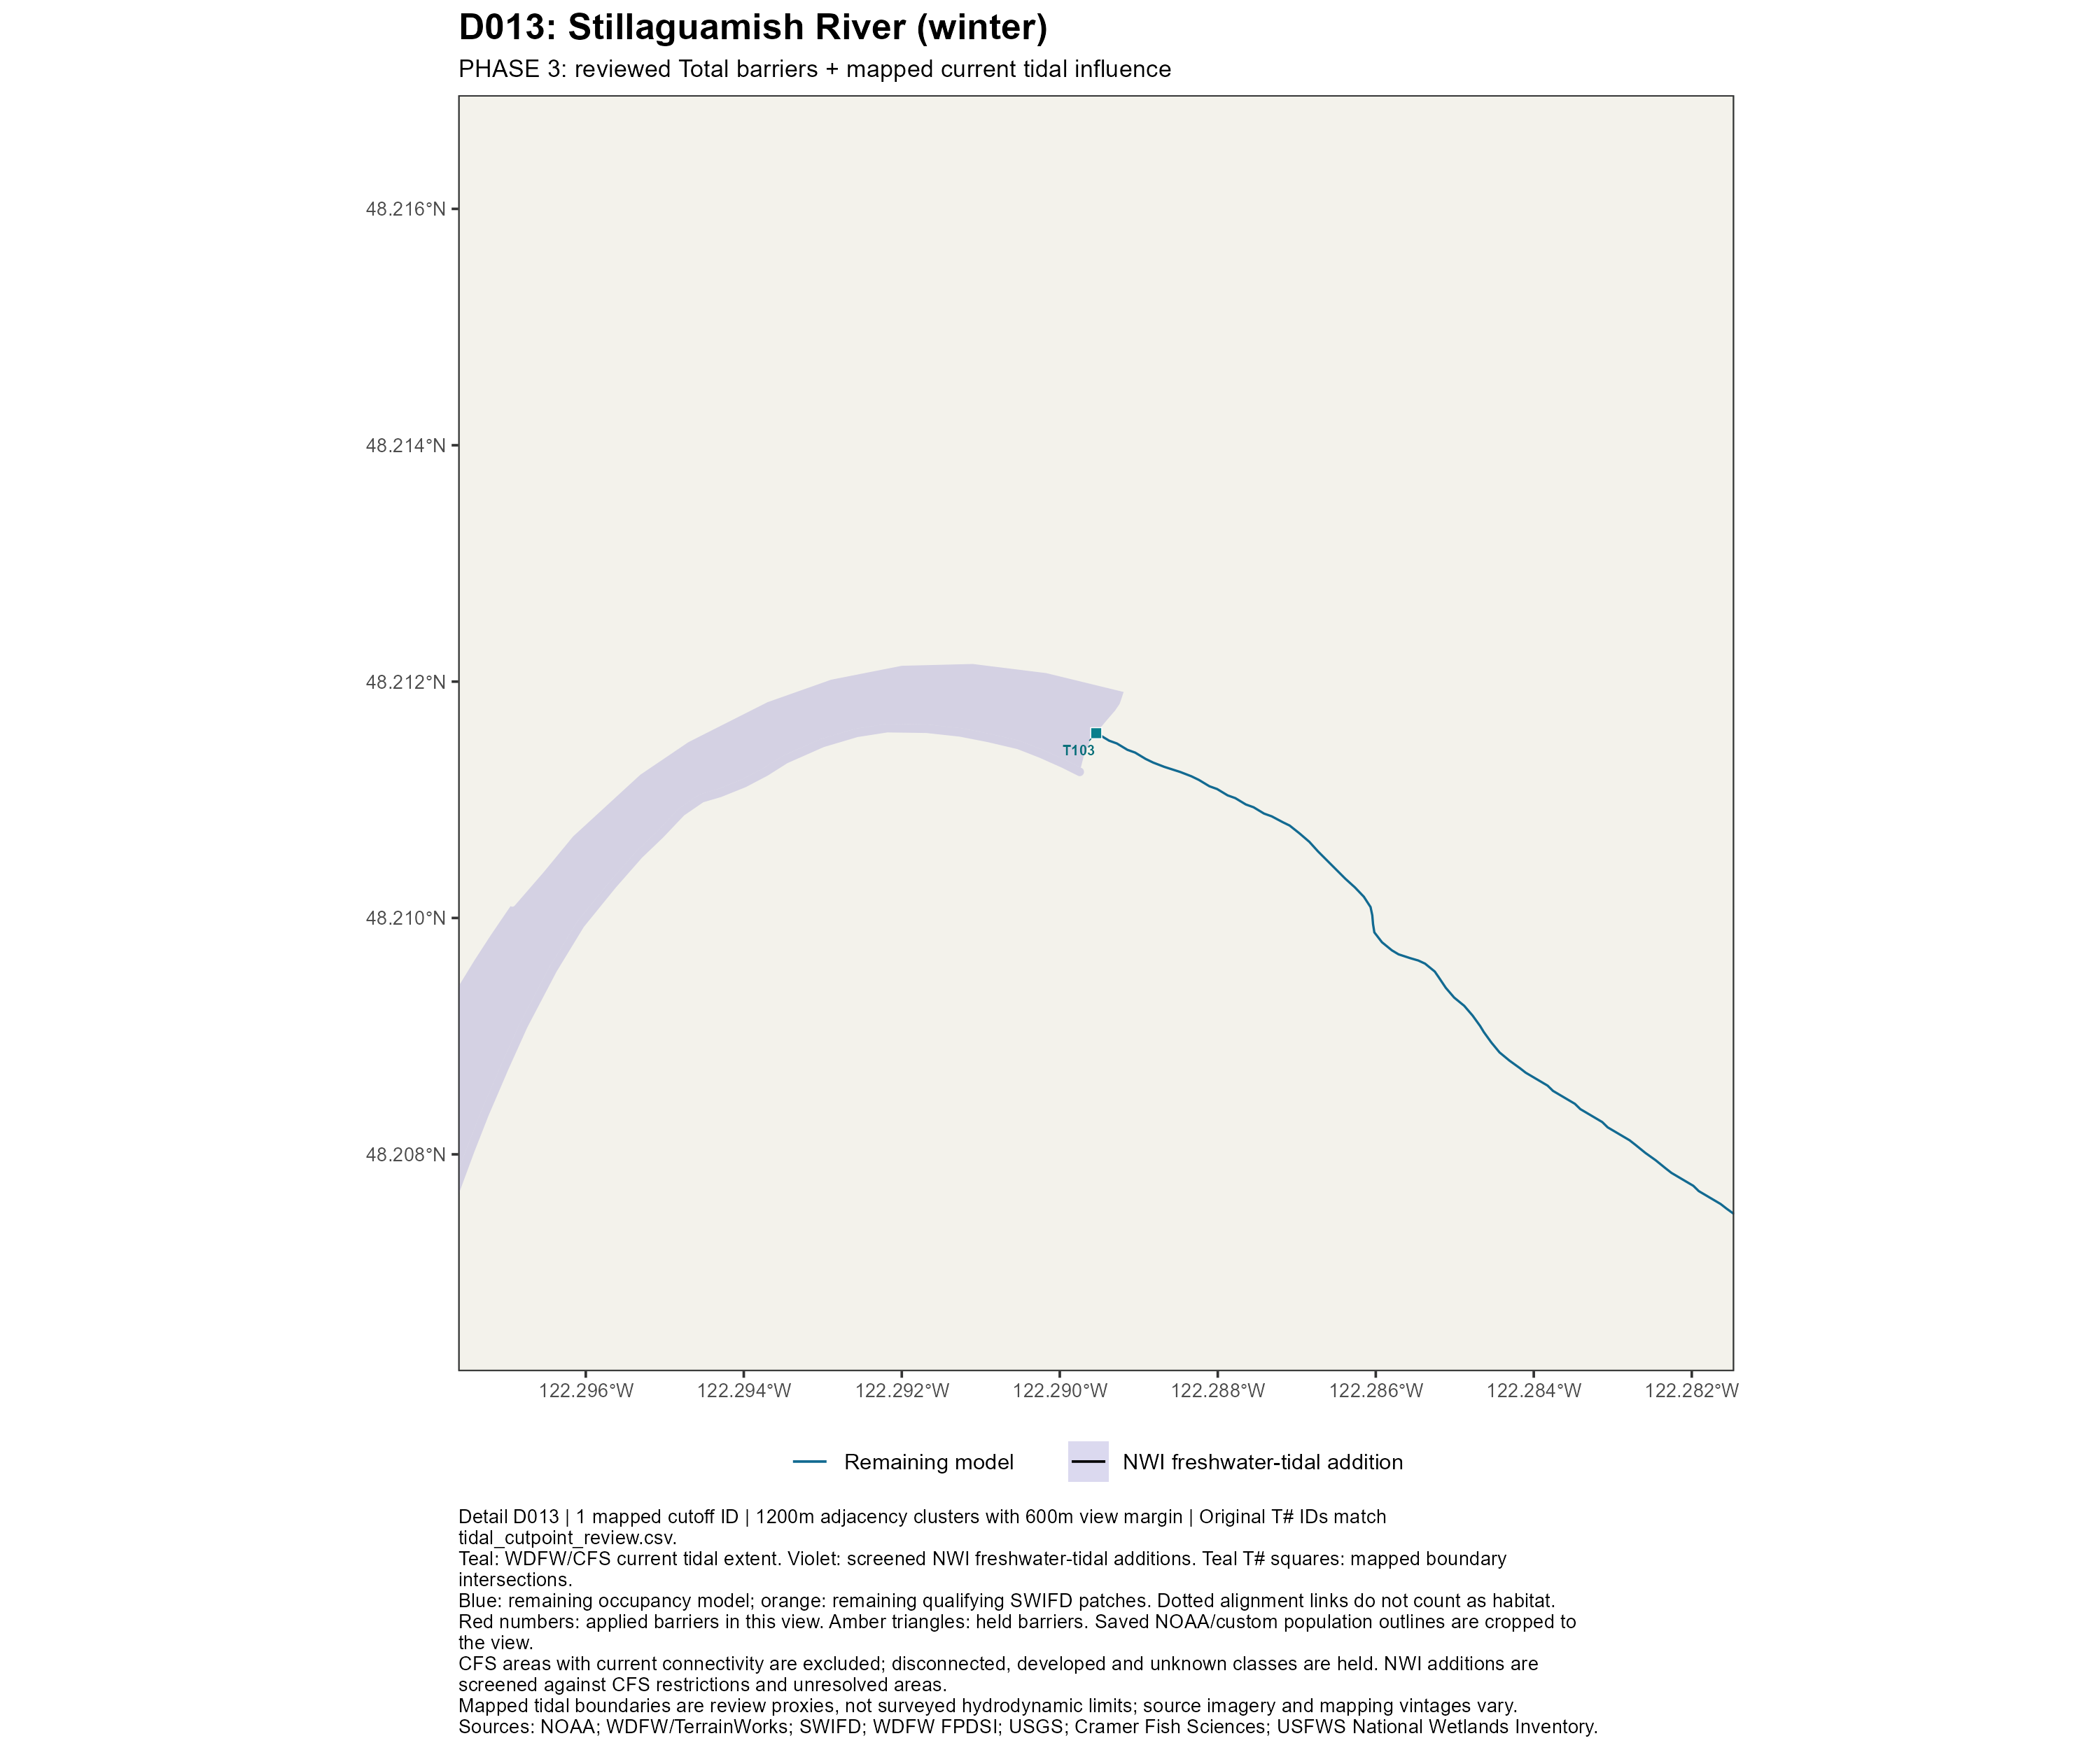 D013: Stillaguamish River (winter)
PHASE 3: reviewed Total barriers + mapped current tidal influence
48.216°N
48.214°N
48.212°N
48.210°N
48.208°N
T103
122.296°W 122.294°W 122.292°W 122.290°W 122.288°W 122.286°W 122.284°W 122.282°W
Remaining model NWI freshwater-tidal addition
Detail D013 | 1 mapped cutoff ID | 1200m adjacency clusters with 600m view margin | Original T# IDs match
tidal_cutpoint_review.csv.
Teal: WDFW/CFS current tidal extent. Violet: screened NWI freshwater-tidal additions. Teal T# squares: mapped boundary
intersections.
Blue: remaining occupancy model; orange: remaining qualifying SWIFD patches. Dotted alignment links do not count as habitat.
Red numbers: applied barriers in this view. Amber triangles: held barriers. Saved NOAA/custom population outlines are cropped to
the view.
CFS areas with current connectivity are excluded; disconnected, developed and unknown classes are held. NWI additions are
screened against CFS restrictions and unresolved areas.
Mapped tidal boundaries are review proxies, not surveyed hydrodynamic limits; source imagery and mapping vintages vary.
Sources: NOAA; WDFW/TerrainWorks; SWIFD; WDFW FPDSI; USGS; Cramer Fish Sciences; USFWS National Wetlands Inventory.